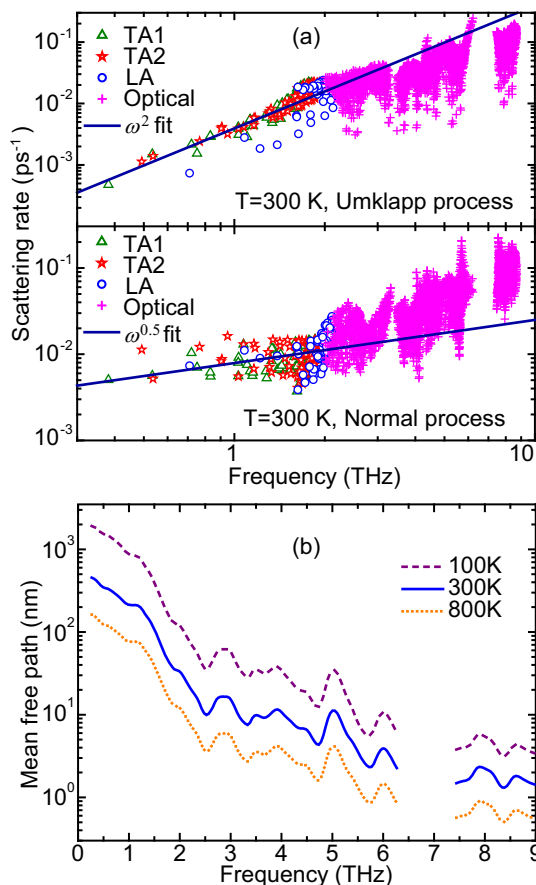 (a)
TA1
TA2
LA
Optical
ω² fit
T=300 K, Umklapp process
10⁻¹
10⁻²
10⁻³
Scattering rate (ps⁻¹)
TA1
TA2
LA
Optical
ω⁰·⁵ fit
T=300 K, Normal process
10⁻¹
10⁻²
10⁻³
1
10
Frequency (THz)
(b)
100K
300K
800K
Mean free path (nm)
10³
10²
10¹
10⁰
0 1 2 3 4 5 6 7 8 9
Frequency (THz)